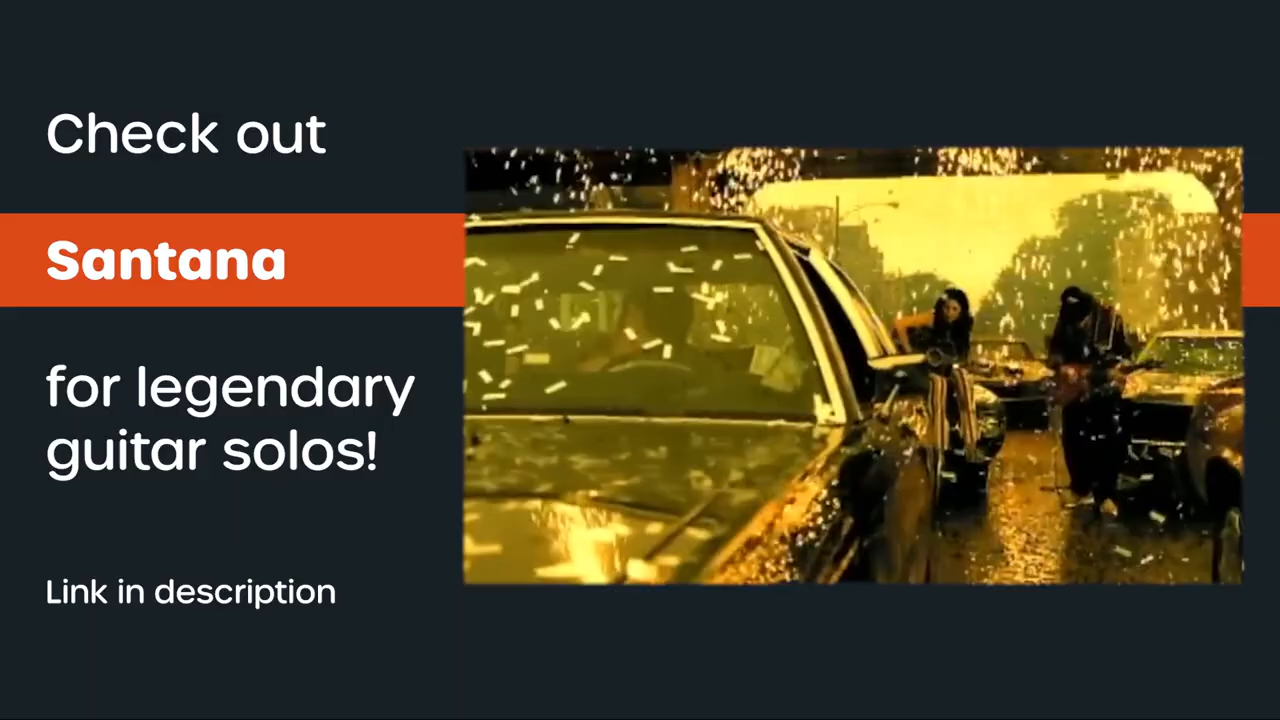 Check out
Santana
for legendary
guitar solos!
Link in description